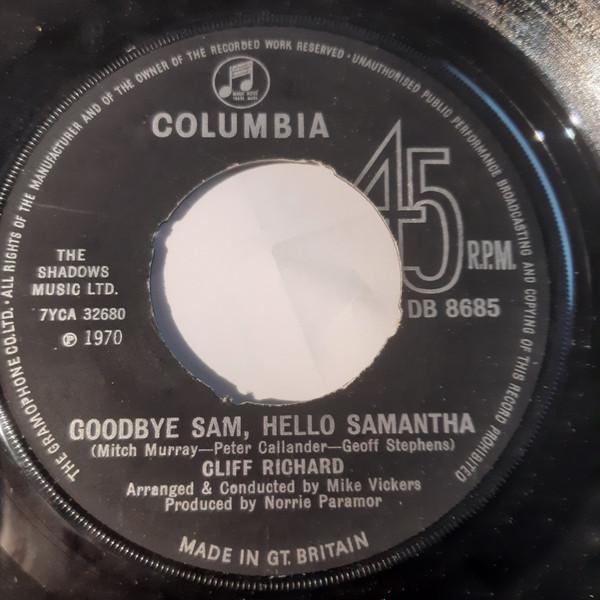 THE GRAMOPHONE CO. LTD. · ALL RIGHTS OF THE MANUFACTURER AND OF THE OWNER OF THE RECORDED WORK RESERVED · UNAUTHORISED PUBLIC PERFORMANCE BROADCASTING AND COPYING OF THIS RECORD PROHIBITED
COLUMBIA
45
R.P.M.
THE
SHADOWS
MUSIC LTD.
7YCA 32680
℗ 1970
DB 8685
GOODBYE SAM, HELLO SAMANTHA
(Mitch Murray—Peter Callander—Geoff Stephens)
CLIFF RICHARD
Arranged & Conducted by Mike Vickers
Produced by Norrie Paramor
MADE IN GT. BRITAIN